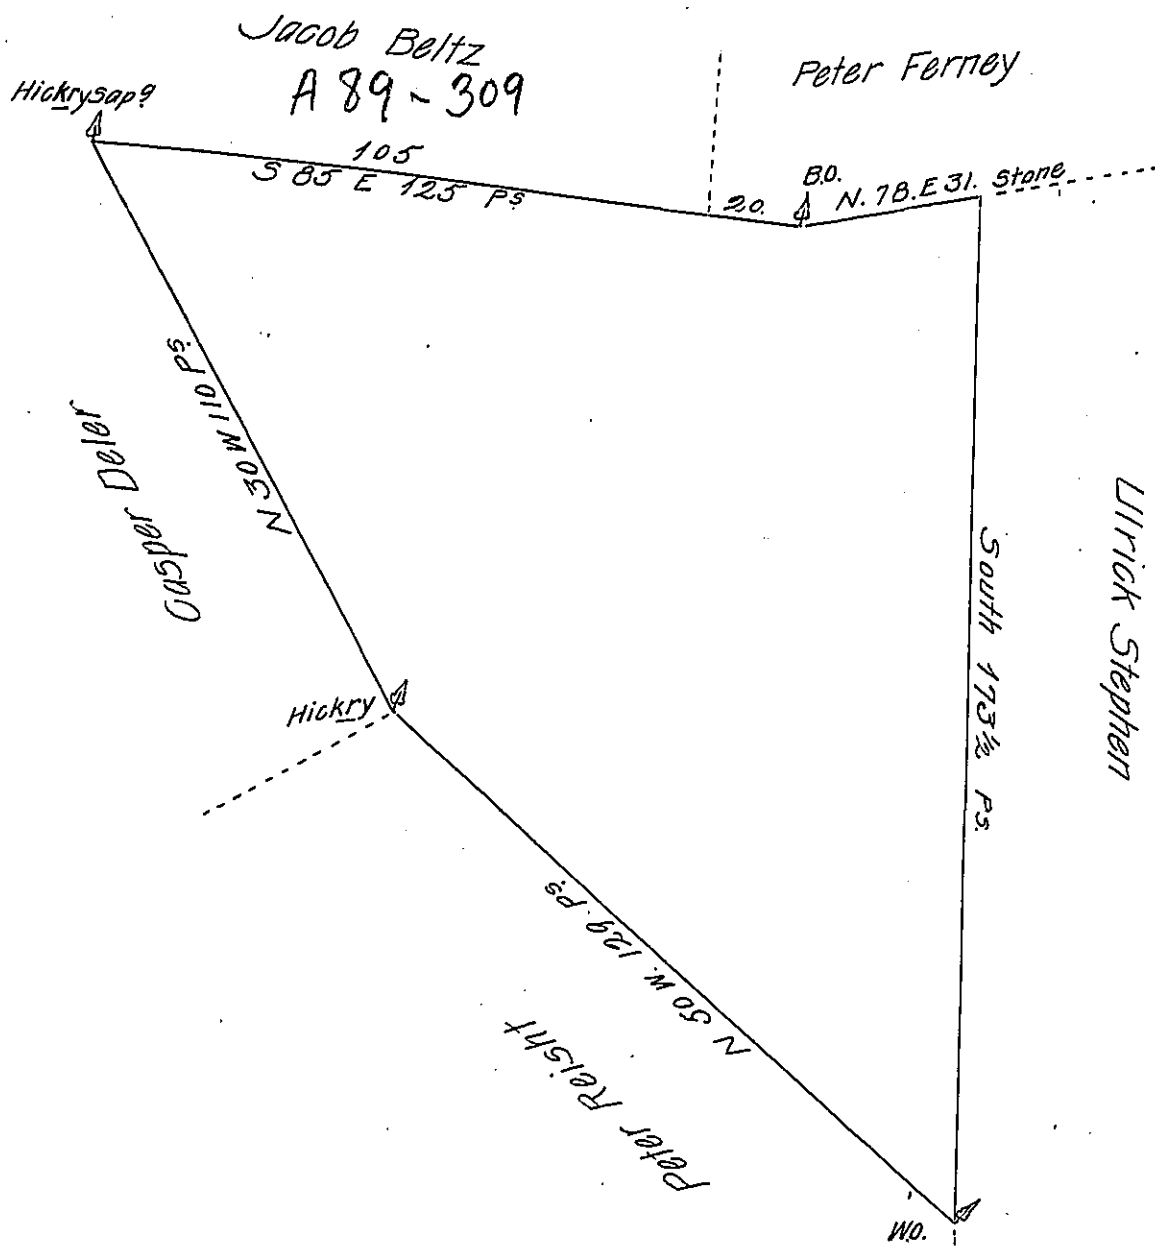 Jacob Beltz
A 89 - 309
Peter Ferney
Hickrysap?
105
S 85 E 125 Ps
20.
B.O.
N. 78. E 31. Stone
N 30 W 110 Ps.
Casper Deler
South 173½ Ps.
Ulrick Stephen
Hickry
N 50 W. 129. Ps.
Peter Reisht
W.O.